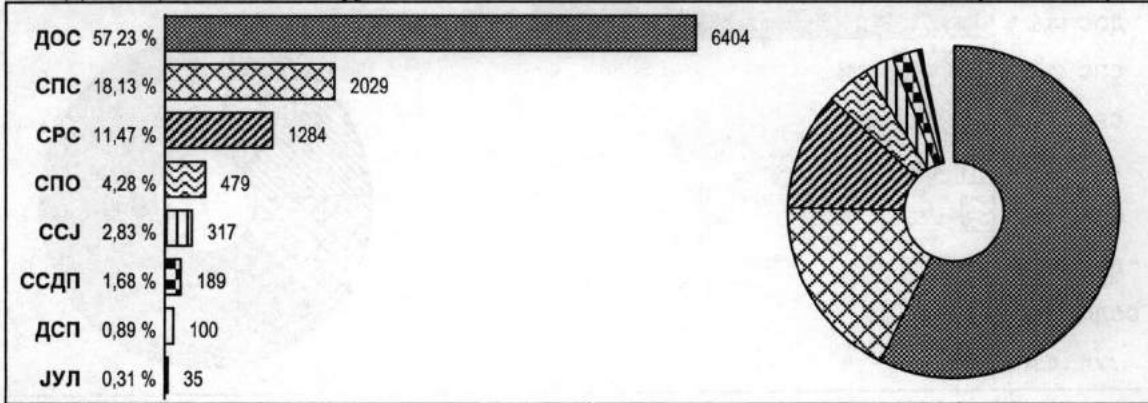 ДОС 57,23 % 6404
СПС 18,13 % 2029
СРС 11,47 % 1284
СПО 4,28 % 479
ССЈ 2,83 % 317
ССДП 1,68 % 189
ДСП 0,89 % 100
ЈУЛ 0,31 % 35